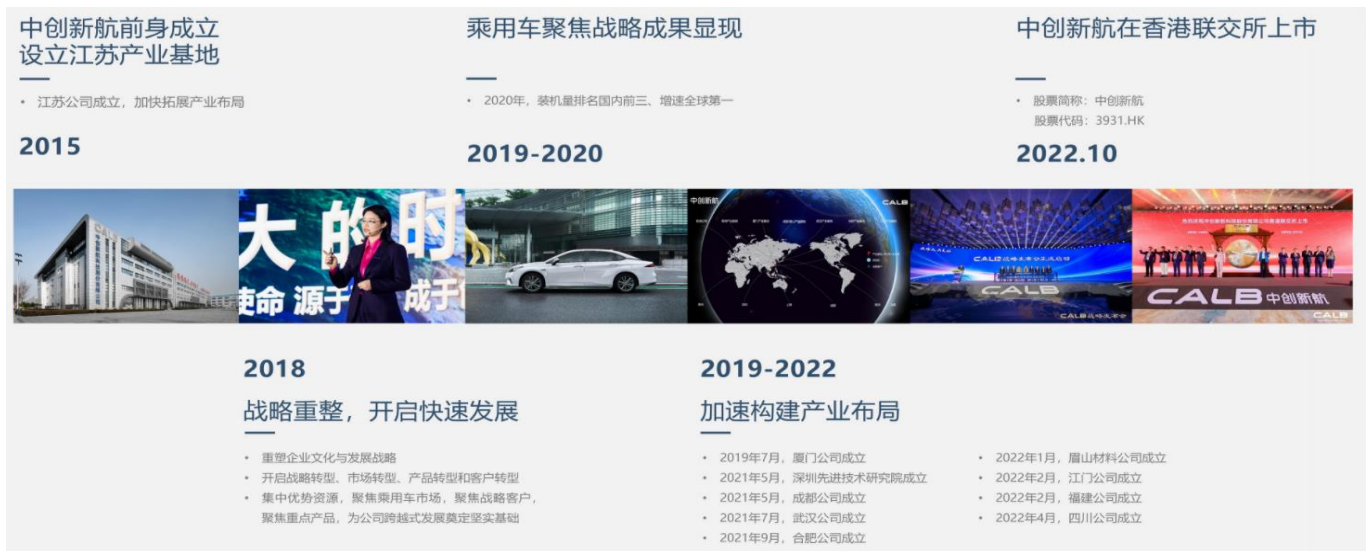 中创新航前身成立
设立江苏产业基地
• 江苏公司成立，加快拓展产业布局
2015
乘用车聚焦战略成果显现
• 2020年，装机量排名国内前三、增速全球第一
2019-2020
中创新航在香港联交所上市
• 股票简称：中创新航
股票代码：3931.HK
2022.10
大的时
使命 源于
成于
中创新航
CALB
CALB
CALB战略发布会
CALB 中创新航
CALB
2018
战略重整，开启快速发展
• 重塑企业文化与发展战略
• 开启战略转型、市场转型、产品转型和客户转型
• 集中优势资源，聚焦乘用车市场，聚焦战略客户，
聚焦重点产品，为公司跨越式发展奠定坚实基础
2019-2022
加速构建产业布局
• 2019年7月，厦门公司成立
• 2021年5月，深圳先进技术研究院成立
• 2021年5月，成都公司成立
• 2021年7月，武汉公司成立
• 2021年9月，合肥公司成立
• 2022年1月，眉山材料公司成立
• 2022年2月，江门公司成立
• 2022年2月，福建公司成立
• 2022年4月，四川公司成立